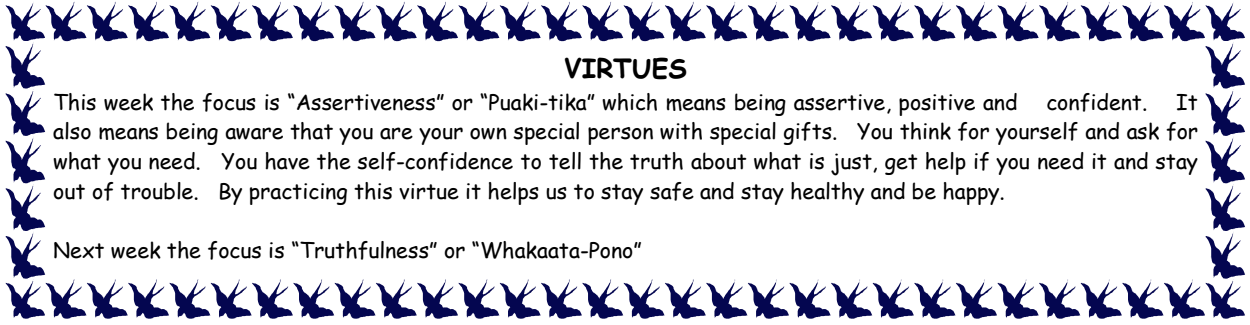 VIRTUES
This week the focus is “Assertiveness” or “Puaki-tika” which means being assertive, positive and confident. It
also means being aware that you are your own special person with special gifts. You think for yourself and ask for
what you need. You have the self-confidence to tell the truth about what is just, get help if you need it and stay
out of trouble. By practicing this virtue it helps us to stay safe and stay healthy and be happy.
Next week the focus is “Truthfulness” or “Whakaata-Pono”